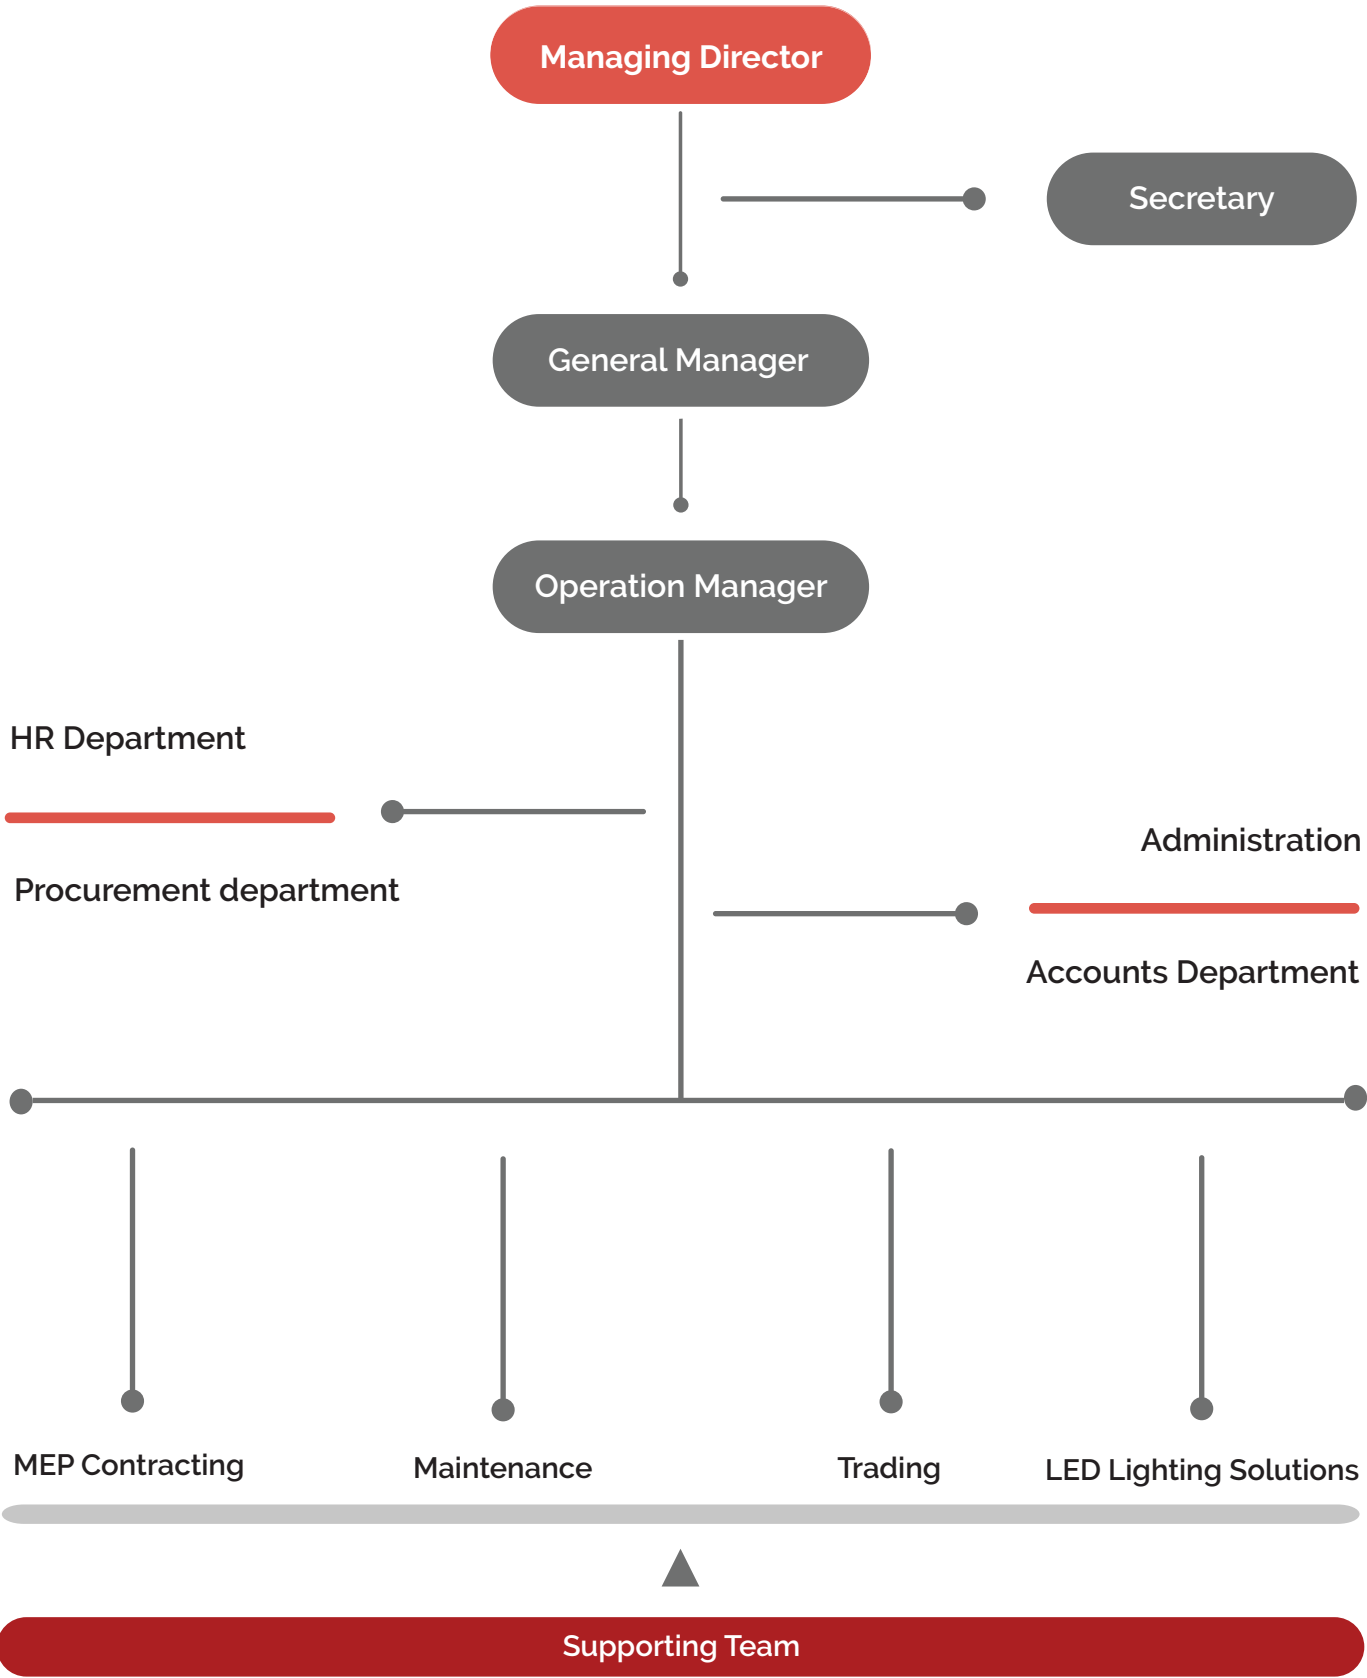 Managing Director
Secretary
General Manager
Operation Manager
HR Department
Procurement department
Administration
Accounts Department
MEP Contracting
Maintenance
Trading
LED Lighting Solutions
Supporting Team